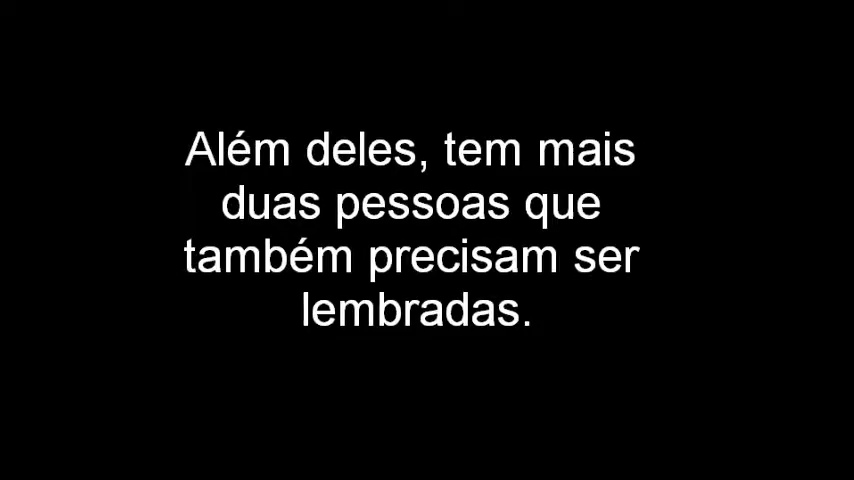 Além deles, tem mais
duas pessoas que
também precisam ser
lembradas.